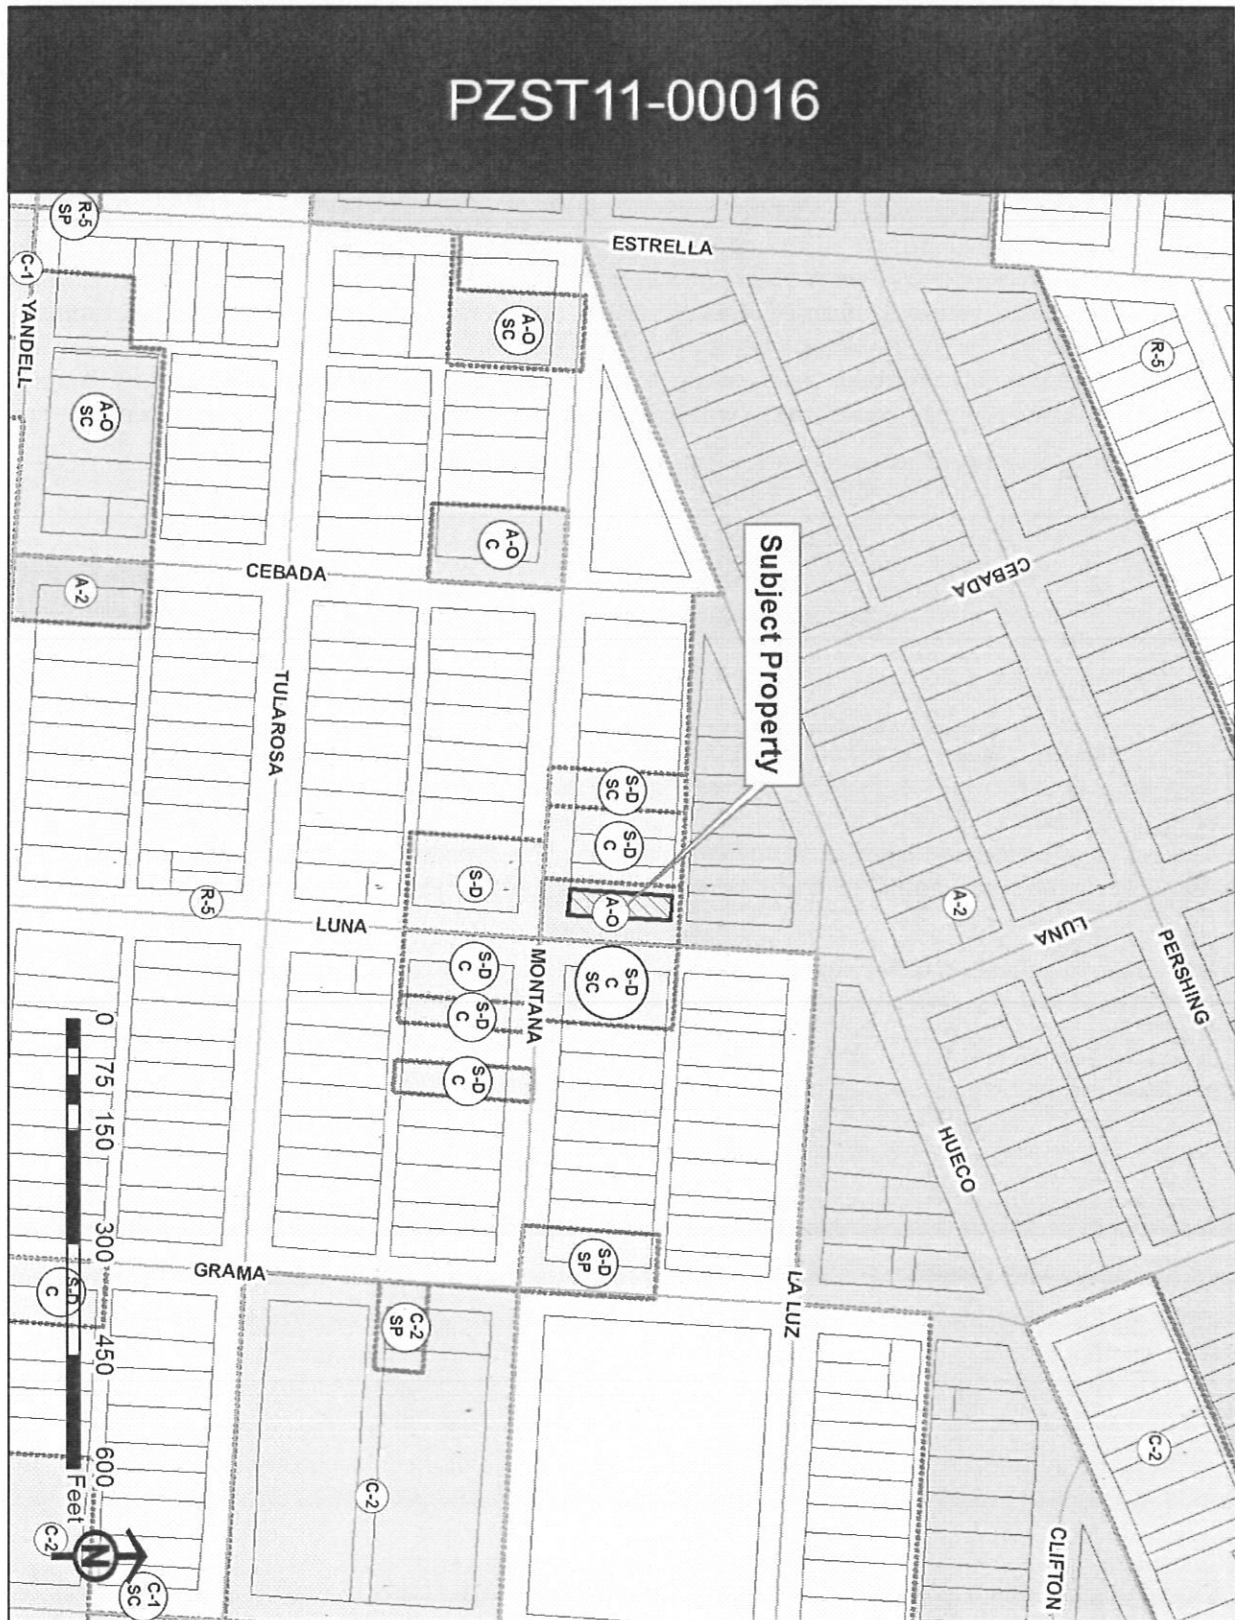 PZST11-00016
R-5
SP
ESTRELLA
C-1
YANDELL
A-O
SC
R-5
A-O
SC
A-O
C
Subject Property
CEBADA
CEBADA
A-2
TULAROSA
S-D
SC
S-D
C
S-D
A-O
A-2
R-5
LUNA
LUNA
PERSHING
S-D
C
MONTANA
S-D
C
SC
S-D
C
S-D
C
HUECO
0 75 150 300 450 600
Feet
GRAMA
S-D
SP
LA LUZ
S-D
C
C-2
SP
C-2
C-2
CLIFTON
C-2
N
C-1
SC